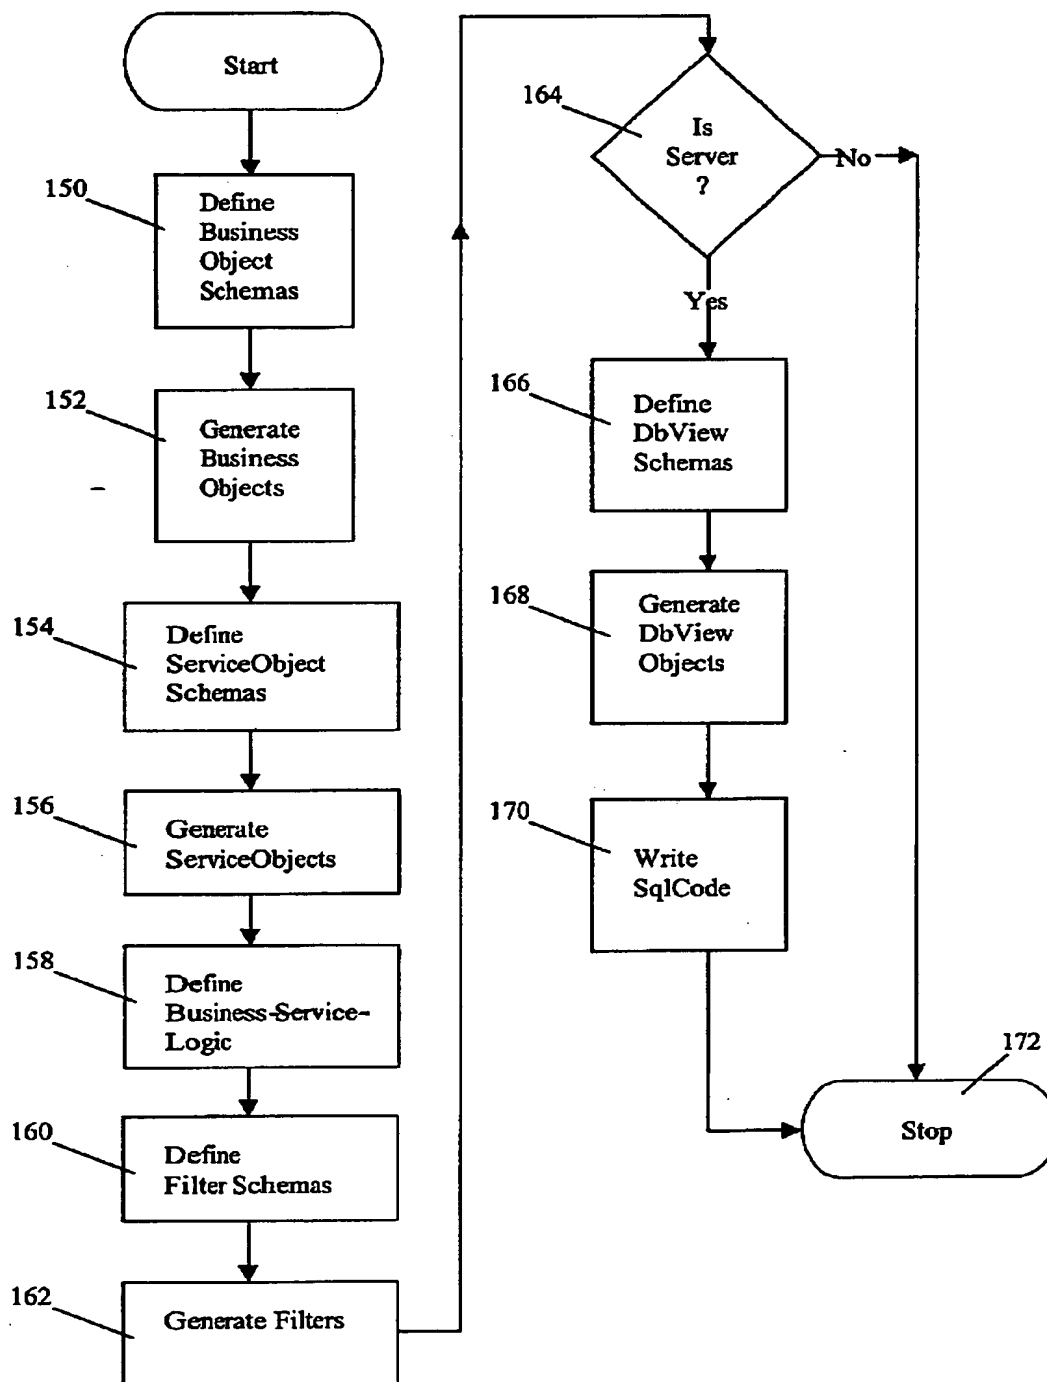 Start
150
Define
Business
Object
Schemas
152
Generate
Business
Objects
154
Define
ServiceObject
Schemas
156
Generate
ServiceObjects
158
Define
Business-Service-
Logic
160
Define
Filter Schemas
162
Generate Filters
164
Is
Server
?
No
Yes
166
Define
DbView
Schemas
168
Generate
DbView
Objects
170
Write
SqlCode
172
Stop